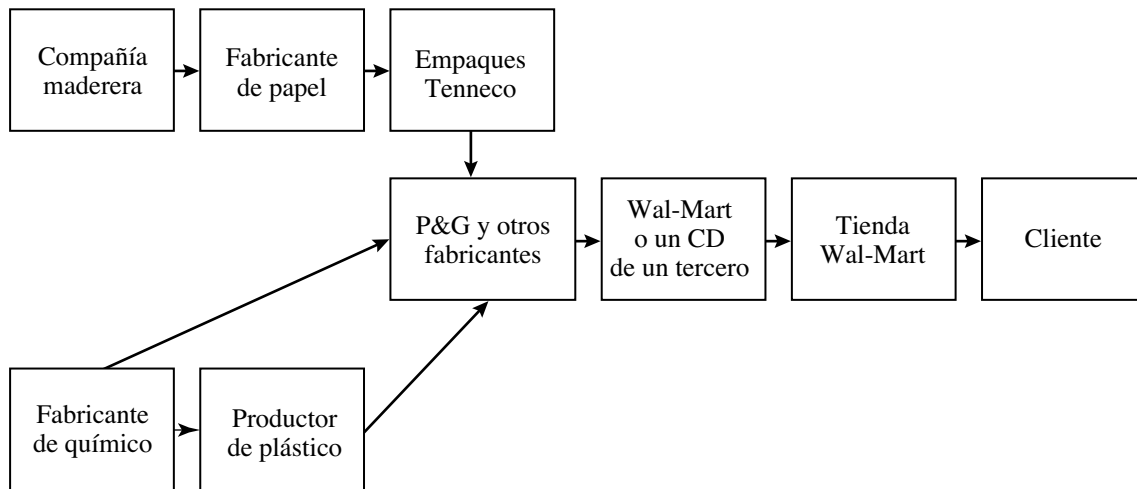 Compañía
maderera
Fabricante
de papel
Empaques
Tenneco
P&G y otros
fabricantes
Wal-Mart
o un CD
de un tercero
Tienda
Wal-Mart
Cliente
Fabricante
de químico
Productor
de plástico